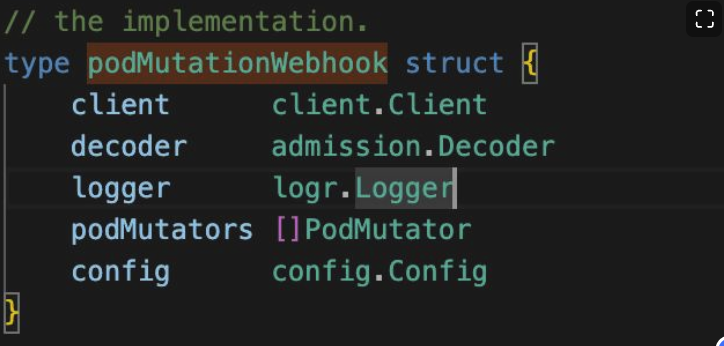 // the implementation.
type podMutationWebhook struct {
    client      client.Client
    decoder     admission.Decoder
    logger      logr.Logger
    podMutators []PodMutator
    config      config.Config
}